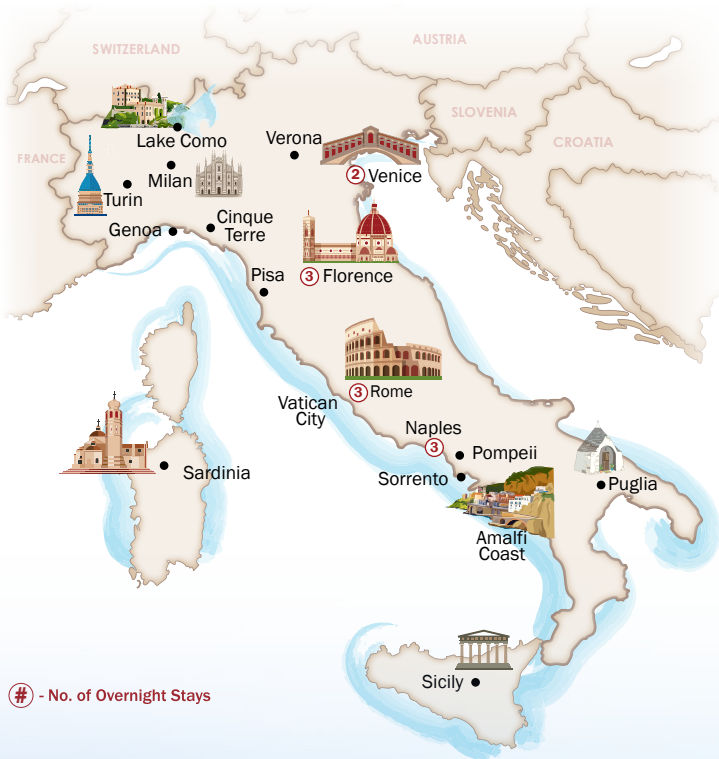 AUSTRIA
SWITZERLAND
SLOVENIA
CROATIA
FRANCE
Lake Como
Verona
Milan
2 Venice
Turin
Genoa
Cinque
Terre
Pisa
3 Florence
3 Rome
Vatican
City
Naples
3
Pompeii
Sorrento
Sardinia
Puglia
Amalfi
Coast
Sicily
# - No. of Overnight Stays